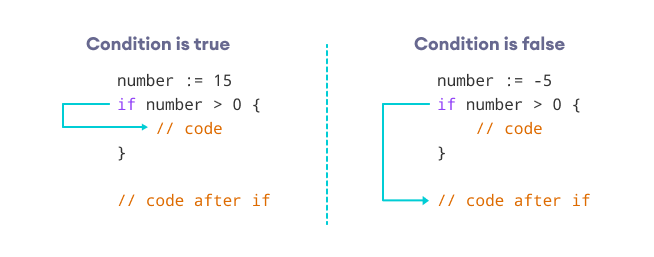 Condition is true
number := 15
if number > 0 {
// code
}
// code after if
Condition is false
number := -5
if number > 0 {
// code
}
// code after if